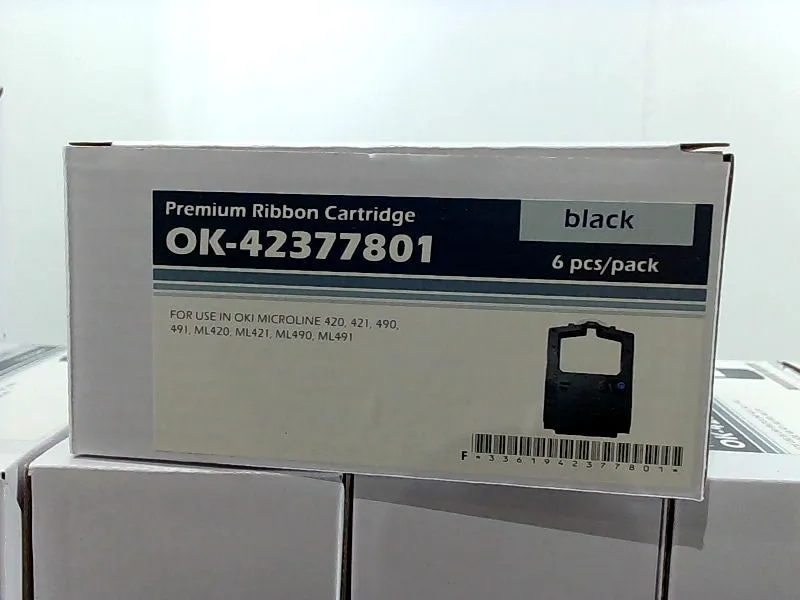 Premium Ribbon Cartridge
OK-42377801
black
6 pcs/pack
FOR USE IN OKI MICROLINE 420, 421, 490,
491, ML420, ML421, ML490, ML491
F *3361942377801*